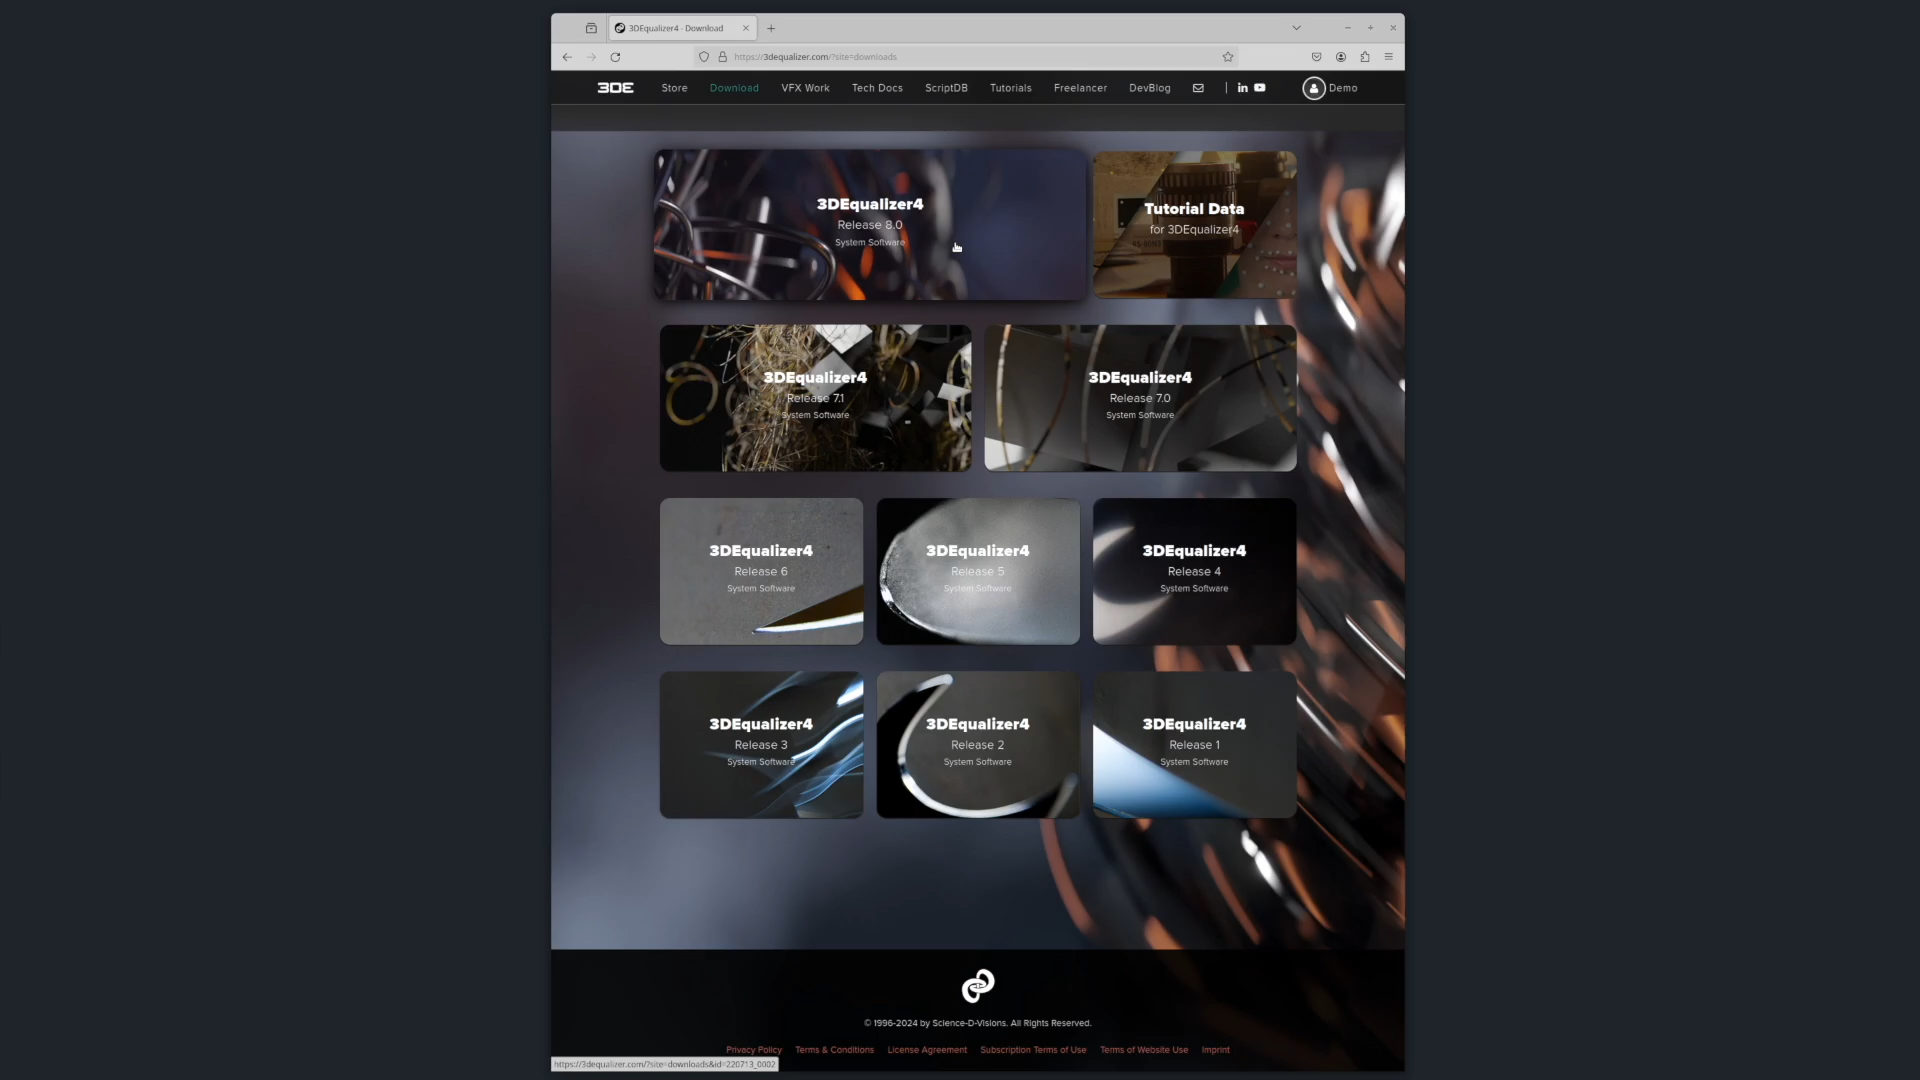 3DEqualizer4 - Download
https://3dequalizer.com/?site=downloads
3DE Store Download VFX Work Tech Docs ScriptDB Tutorials Freelancer DevBlog | in Demo
3DEqualizer4
Release 8.0
System Software
Tutorial Data
for 3DEqualizer4
3DEqualizer4
Release 7.1
System Software
3DEqualizer4
Release 7.0
System Software
3DEqualizer4
Release 6
System Software
3DEqualizer4
Release 5
System Software
3DEqualizer4
Release 4
System Software
3DEqualizer4
Release 3
System Software
3DEqualizer4
Release 2
System Software
3DEqualizer4
Release 1
System Software
© 1996-2024 by Science-D-Visions. All Rights Reserved.
Privacy Policy Terms & Conditions License Agreement Subscription Terms of Use Terms of Website Use Imprint
https://3dequalizer.com/?site=downloads&id=220713_0002